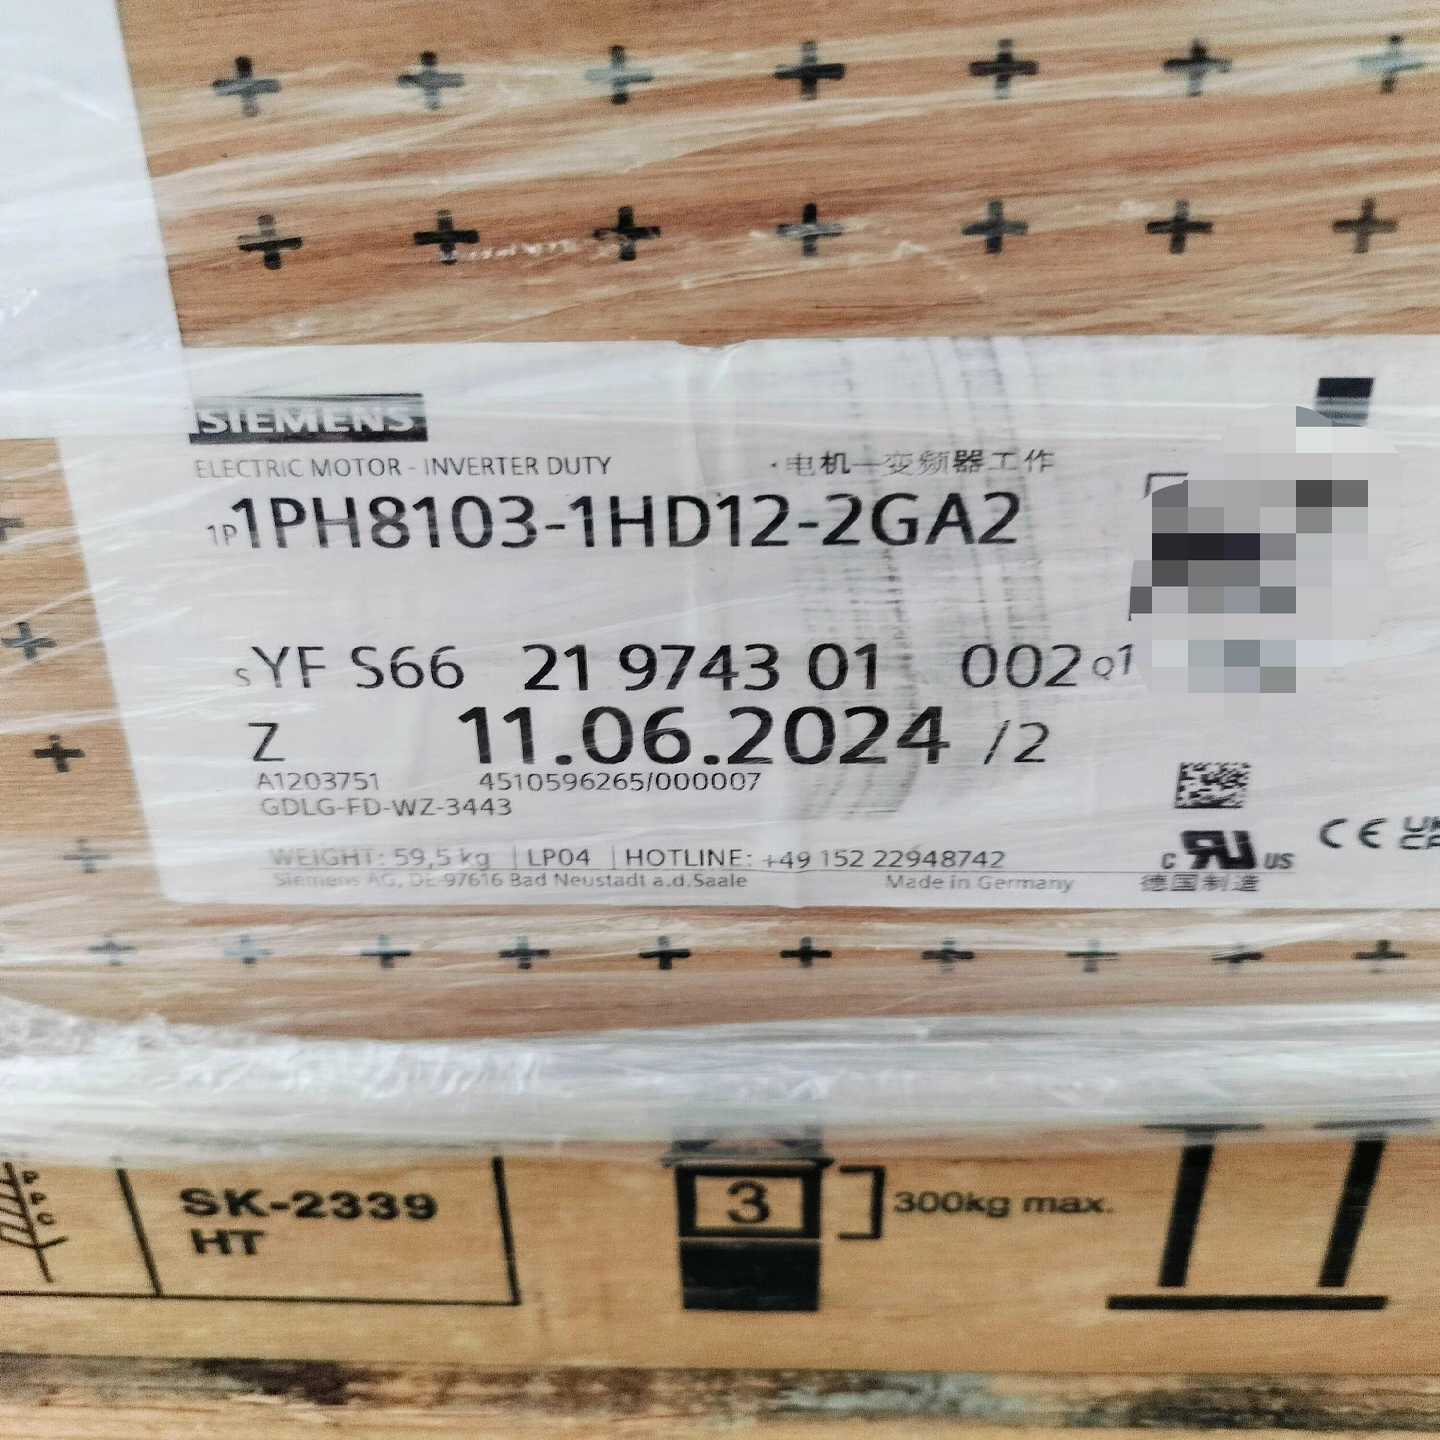 SIEMENS
ELECTRIC MOTOR - INVERTER DUTY
·电机—变频器工作
1P1PH8103-1HD12-2GA2
SYF S66 21 9743 01 002Q1
Z 11.06.2024 /2
A1203751 4510596265/000007
GDLG-FD-WZ-3443
WEIGHT: 59,5 kg | LP04 | HOTLINE: +49 152 22948742
Siemens AG, DE-97616 Bad Neustadt a.d.Saale Made in Germany
C RU US CE
德国制造
PPC
SK-2339
HT
3
300kg max.